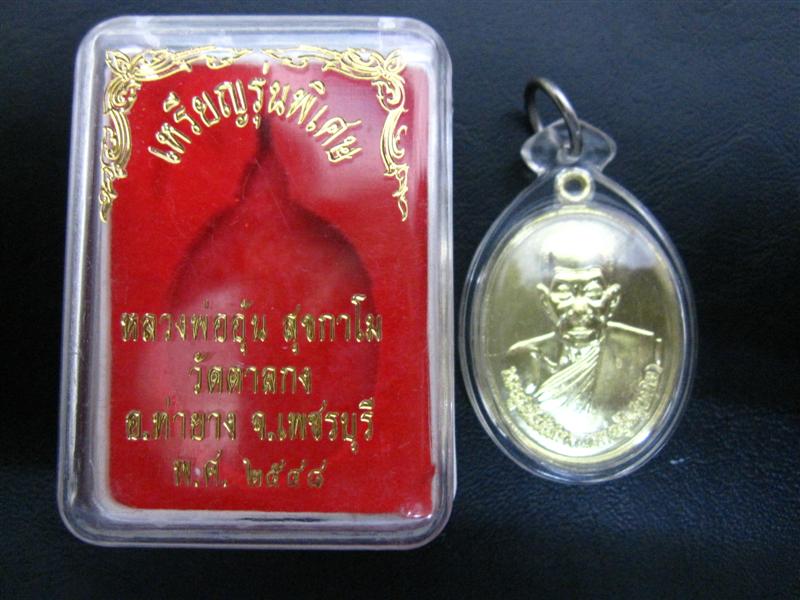 เหรียญรุ่นพิเศษ
หลวงพ่ออุ้น สุขกาโม
วัดตาลกง
อ.ท่ายาง จ.เพชรบุรี
พ.ศ. ๒๕๔๘